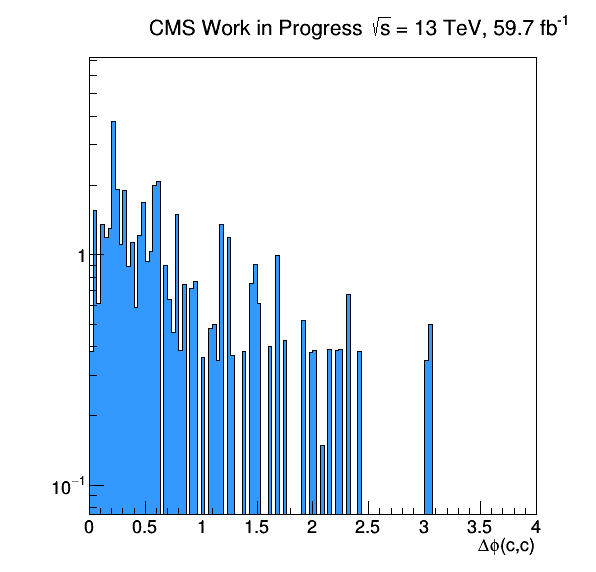 CMS Work in Progress √s = 13 TeV, 59.7 fb⁻¹
1
10⁻¹
0 0.5 1 1.5 2 2.5 3 3.5 4
Δϕ(c,c)